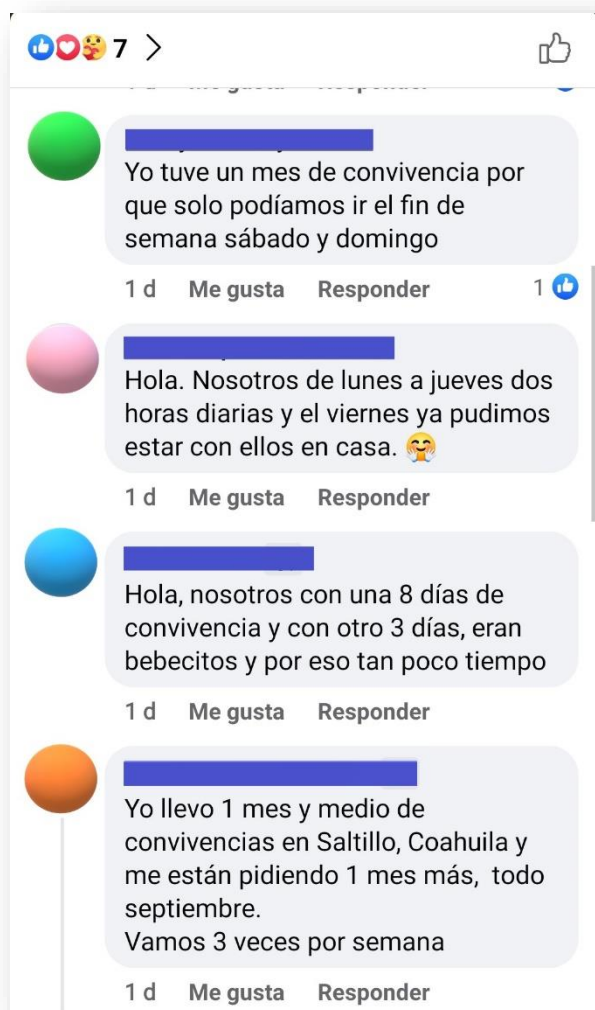 7
Yo tuve un mes de convivencia por
que solo podíamos ir el fin de
semana sábado y domingo
1 d Me gusta Responder 1
Hola. Nosotros de lunes a jueves dos
horas diarias y el viernes ya pudimos
estar con ellos en casa. 🤗
1 d Me gusta Responder
Hola, nosotros con una 8 días de
convivencia y con otro 3 días, eran
bebecitos y por eso tan poco tiempo
1 d Me gusta Responder
Yo llevo 1 mes y medio de
convivencias en Saltillo, Coahuila y
me están pidiendo 1 mes más, todo
septiembre.
Vamos 3 veces por semana
1 d Me gusta Responder